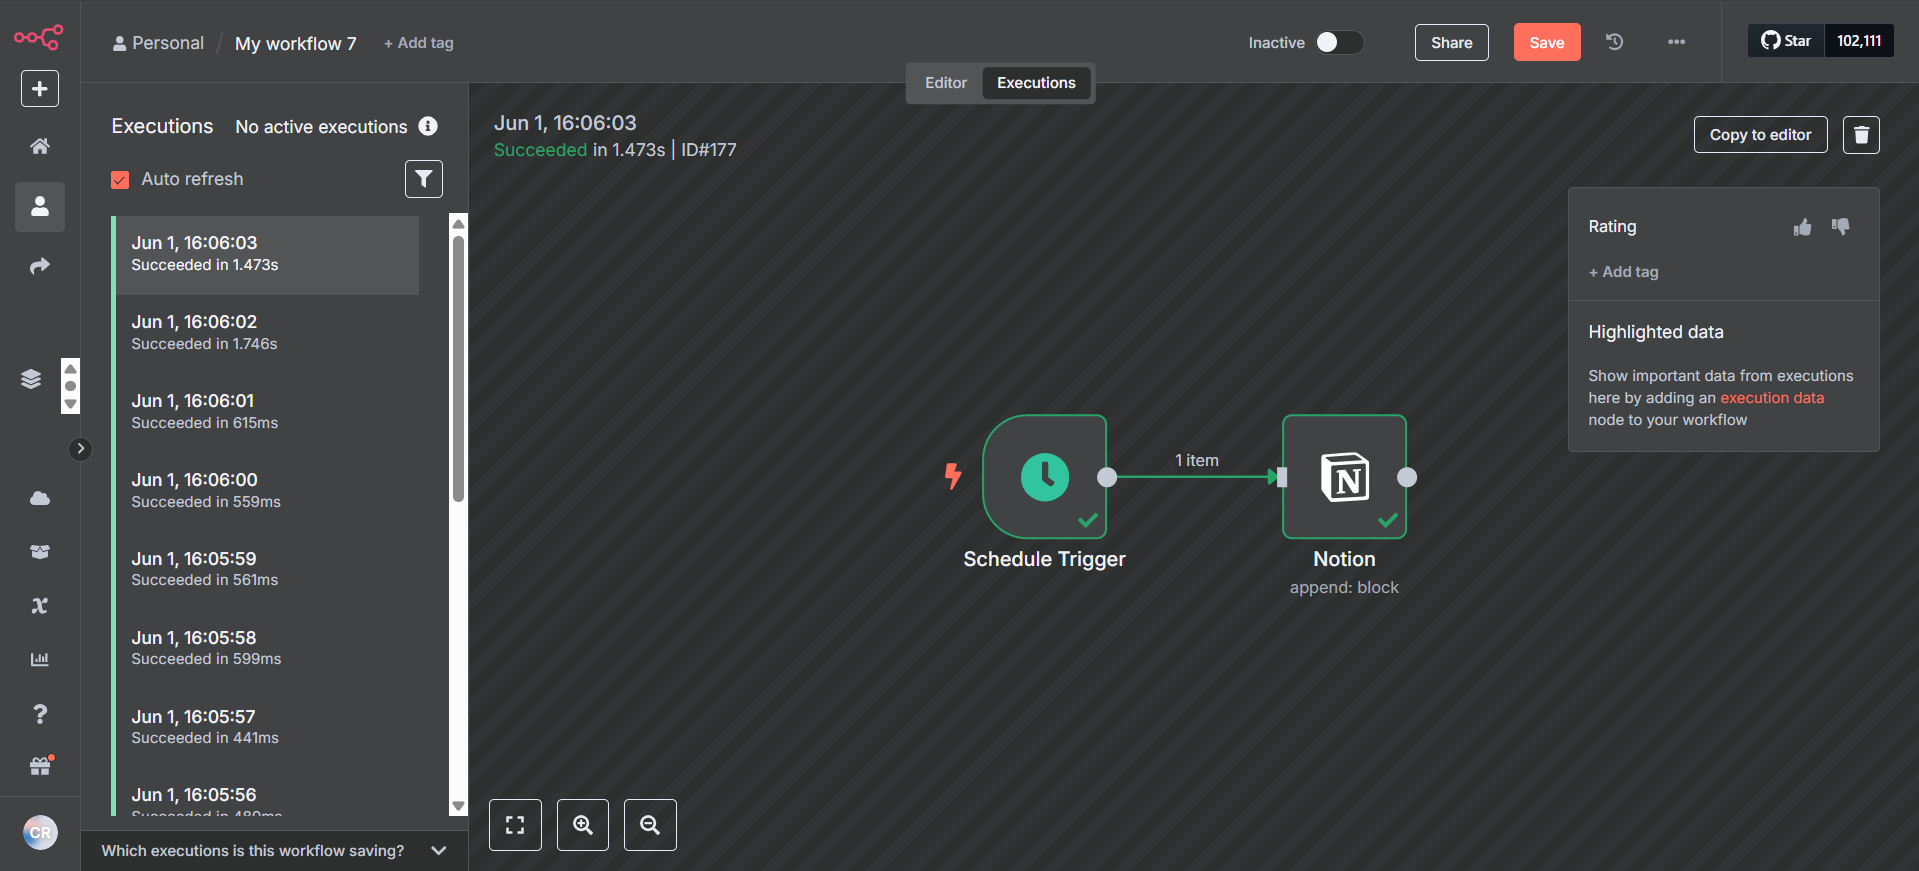 Personal / My workflow 7 + Add tag
Inactive
Share
Save
Star 102,111
Editor Executions
Executions No active executions
Auto refresh
Jun 1, 16:06:03
Succeeded in 1.473s
Jun 1, 16:06:02
Succeeded in 1.746s
Jun 1, 16:06:01
Succeeded in 615ms
Jun 1, 16:06:00
Succeeded in 559ms
Jun 1, 16:05:59
Succeeded in 561ms
Jun 1, 16:05:58
Succeeded in 599ms
Jun 1, 16:05:57
Succeeded in 441ms
Jun 1, 16:05:56
Succeeded in 480ms
Which executions is this workflow saving?
CR
Jun 1, 16:06:03
Succeeded in 1.473s | ID#177
Copy to editor
Rating
+ Add tag
Highlighted data
Show important data from executions
here by adding an execution data
node to your workflow
1 item
Schedule Trigger
N
Notion
append: block